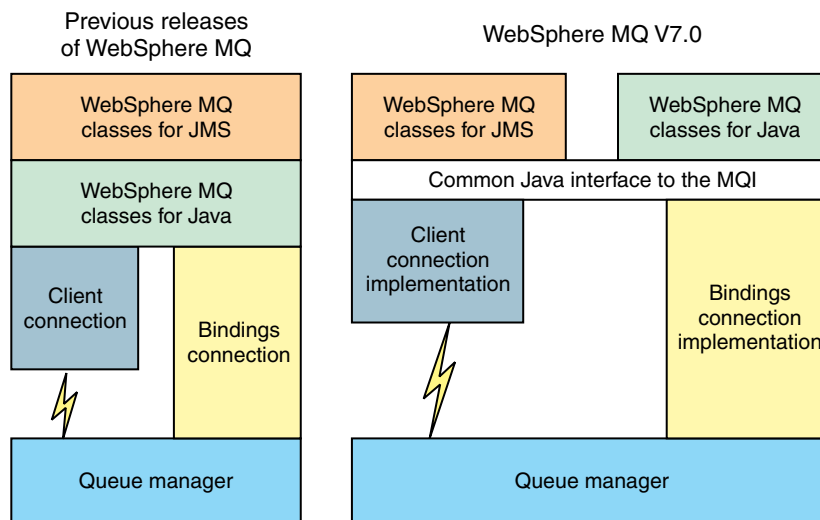 Previous releases
of WebSphere MQ
WebSphere MQ
classes for JMS
WebSphere MQ
classes for Java
Client
connection
Bindings
connection
Queue manager
WebSphere MQ V7.0
WebSphere MQ
classes for JMS
WebSphere MQ
classes for Java
Common Java interface to the MQI
Client
connection
implementation
Bindings
connection
implementation
Queue manager